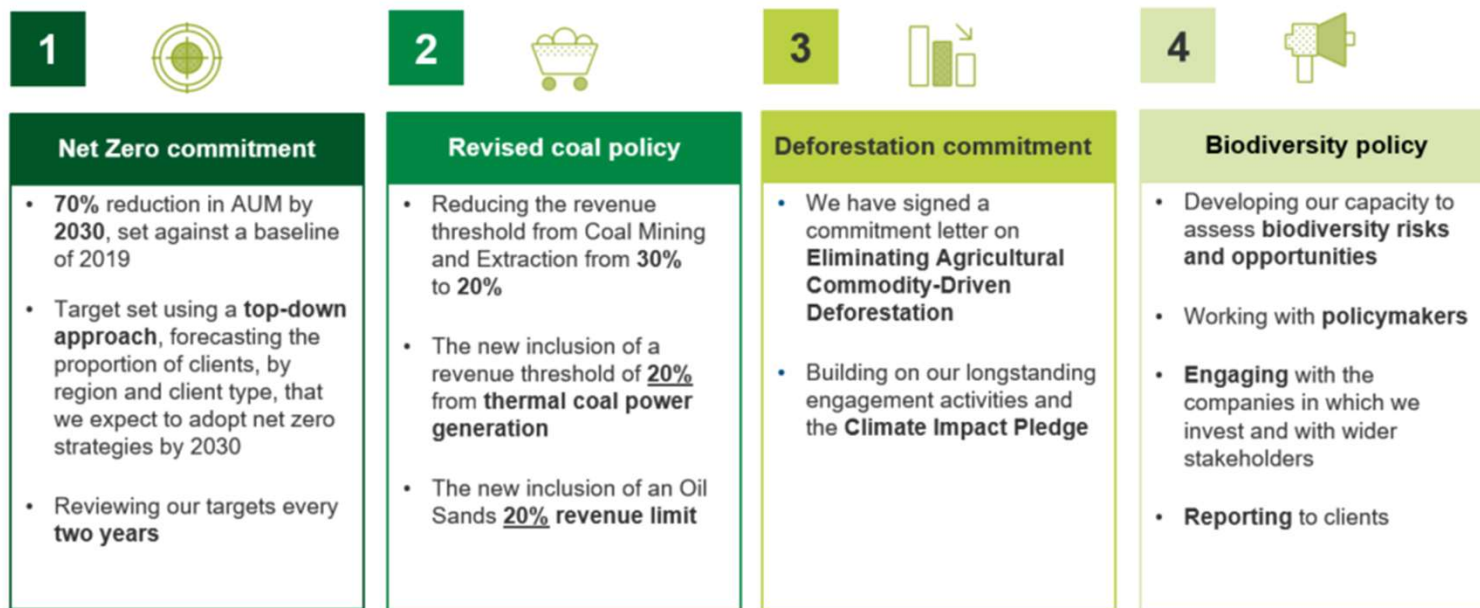 1
Net Zero commitment
• 70% reduction in AUM by
2030, set against a baseline
of 2019
• Target set using a top-down
approach, forecasting the
proportion of clients, by
region and client type, that
we expect to adopt net zero
strategies by 2030
• Reviewing our targets every
two years
2
Revised coal policy
• Reducing the revenue
threshold from Coal Mining
and Extraction from 30%
to 20%
• The new inclusion of a
revenue threshold of 20%
from thermal coal power
generation
• The new inclusion of an Oil
Sands 20% revenue limit
3
Deforestation commitment
• We have signed a
commitment letter on
Eliminating Agricultural
Commodity-Driven
Deforestation
• Building on our longstanding
engagement activities and
the Climate Impact Pledge
4
Biodiversity policy
• Developing our capacity to
assess biodiversity risks
and opportunities
• Working with policymakers
• Engaging with the
companies in which we
invest and with wider
stakeholders
• Reporting to clients